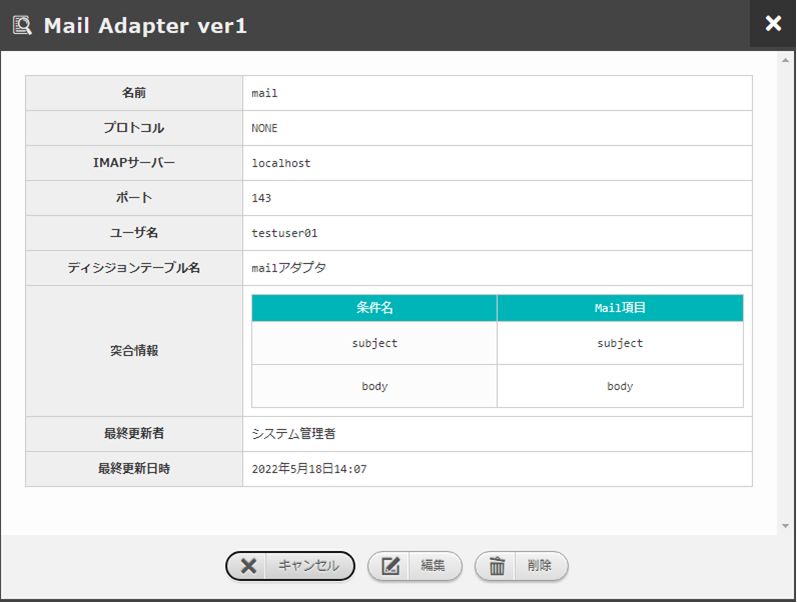 Mail Adapter ver1
名前 mail
プロトコル NONE
IMAPサーバー localhost
ポート 143
ユーザ名 testuser01
ディシジョンテーブル名 mailアダプタ
突合情報
条件名 Mail項目
subject subject
body body
最終更新者 システム管理者
最終更新日時 2022年5月18日14:07
キャンセル 編集 削除